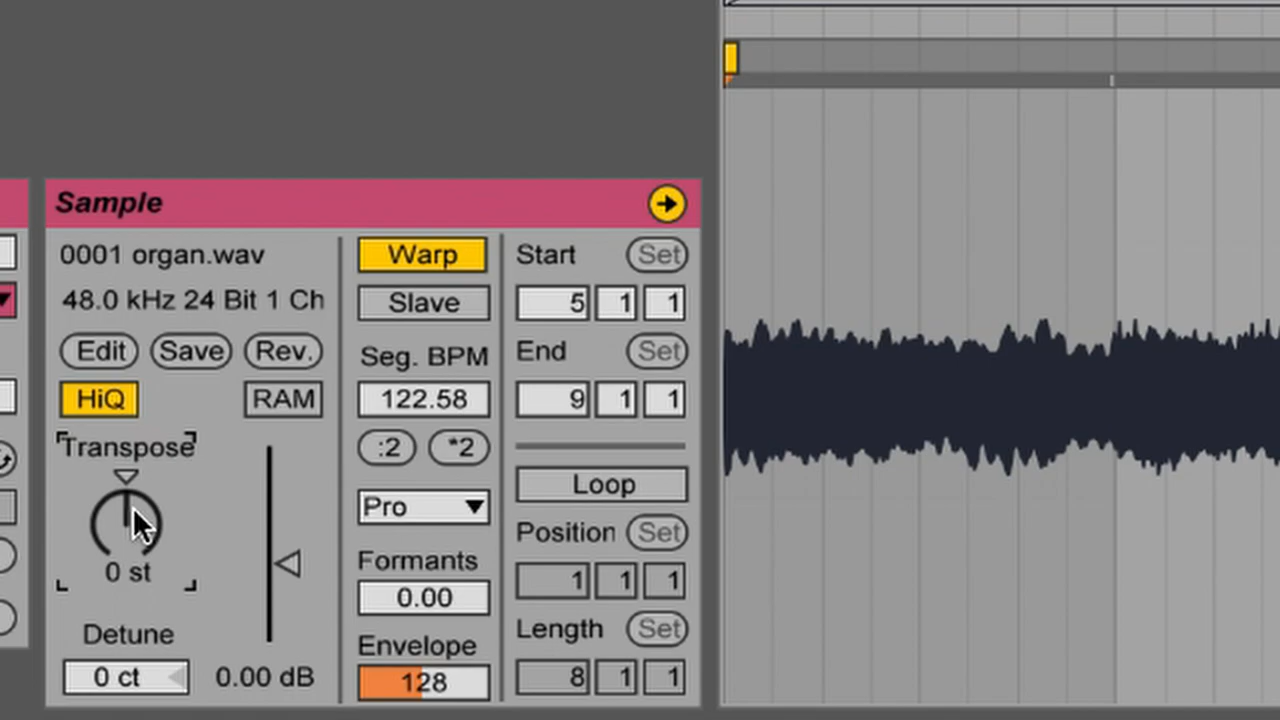 Sample
0001 organ.wav
48.0 kHz 24 Bit 1 Ch
Edit Save Rev.
HiQ RAM
Transpose
0 st
Detune
0 ct 0.00 dB
Warp
Slave
Seg. BPM
122.58
:2 *2
Pro
Formants
0.00
Envelope
128
Start Set
5 1 1
End Set
9 1 1
Loop
Position Set
1 1 1
Length Set
8 1 1